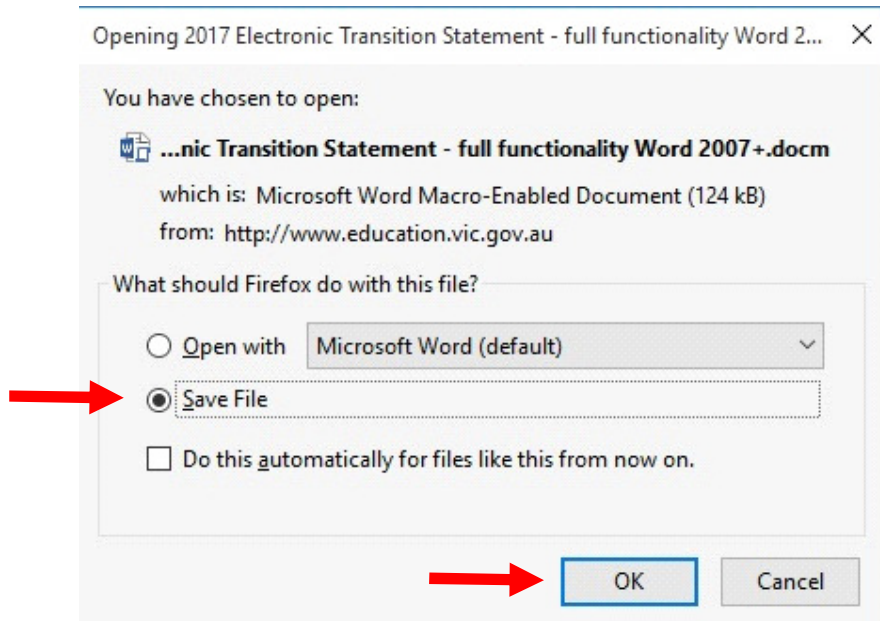 Opening 2017 Electronic Transition Statement - full functionality Word 2...
You have chosen to open:
...nic Transition Statement - full functionality Word 2007+.docm
which is: Microsoft Word Macro-Enabled Document (124 kB)
from: http://www.education.vic.gov.au
What should Firefox do with this file?
Open with Microsoft Word (default)
Save File
Do this automatically for files like this from now on.
OK Cancel